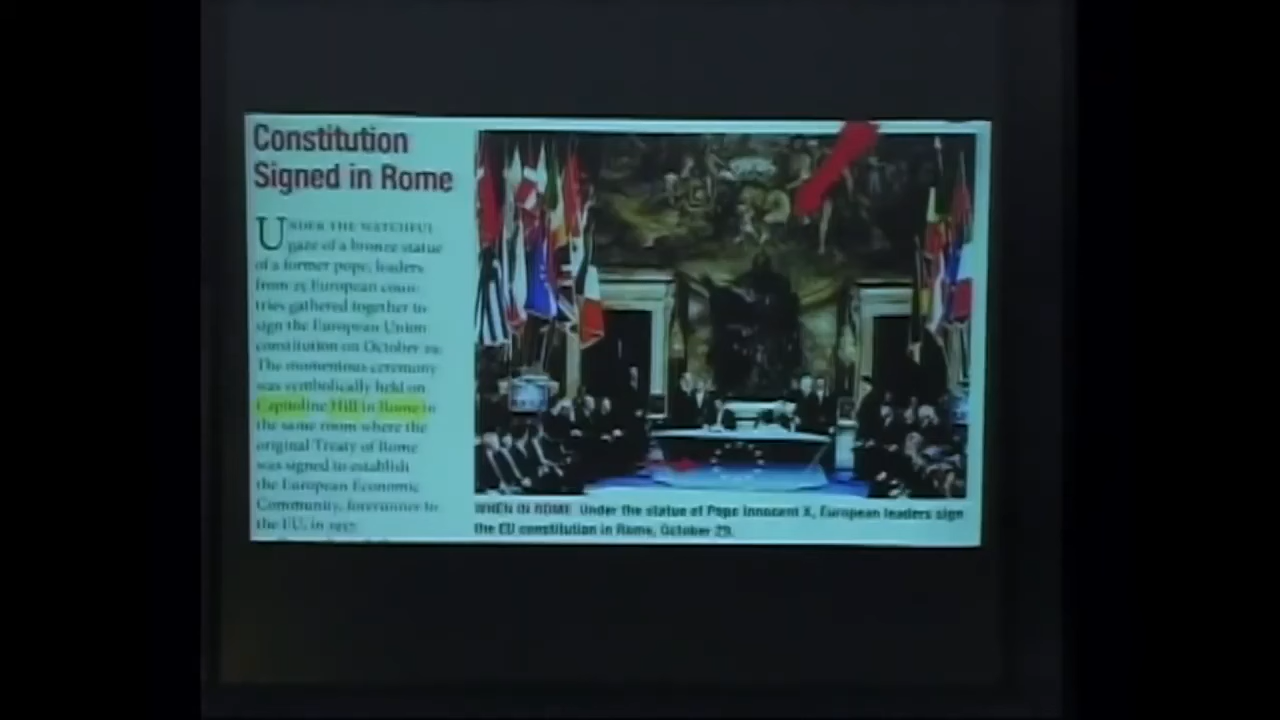 Constitution
Signed in Rome
UNDER THE WATCHFUL
gaze of a bronze statue
of a former pope, leaders
from 25 European coun-
tries gathered together to
sign the European Union
constitution on October 29.
The momentous ceremony
was symbolically held on
Capitoline Hill in Rome in
the same room where the
original Treaty of Rome
was signed to establish
the European Economic
Community, forerunner to
the EU, in 1957.
WHEN IN ROME Under the statue of Pope Innocent X, European leaders sign
the EU constitution in Rome, October 29.